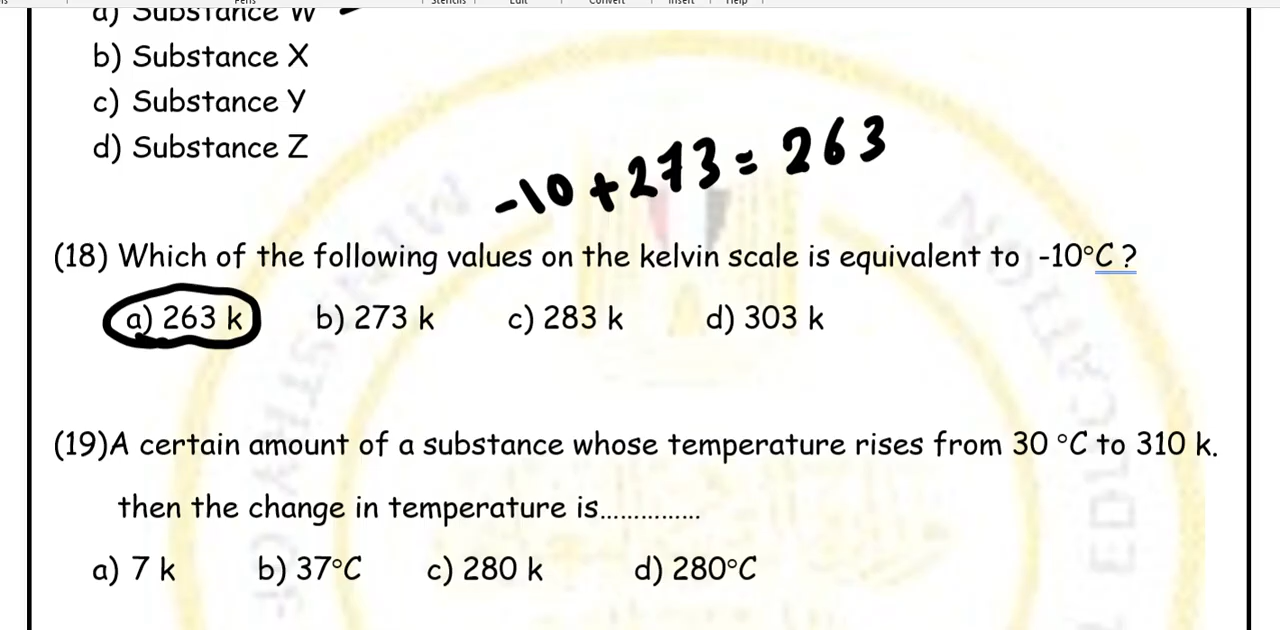 a) Substance W
b) Substance X
c) Substance Y
d) Substance Z
-10 + 273 = 263
(18) Which of the following values on the kelvin scale is equivalent to -10°C ?
a) 263 k b) 273 k c) 283 k d) 303 k
(19)A certain amount of a substance whose temperature rises from 30 °C to 310 k.
then the change in temperature is...............
a) 7 k b) 37°C c) 280 k d) 280°C